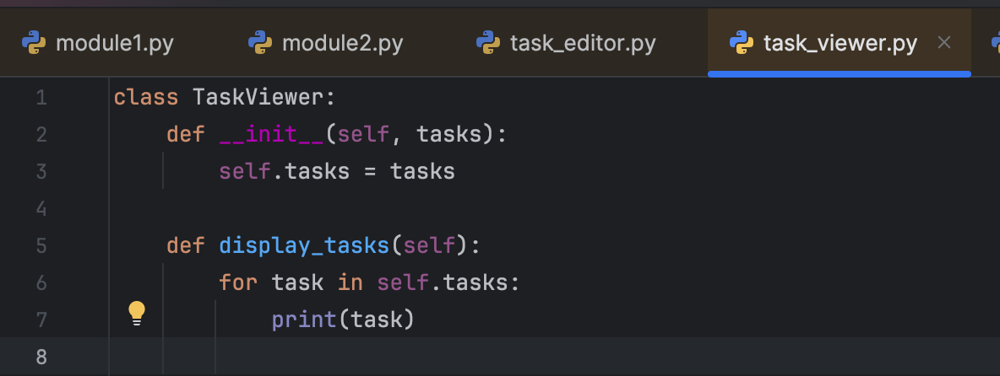 module1.py module2.py task_editor.py task_viewer.py
1 class TaskViewer:
2     def __init__(self, tasks):
3         self.tasks = tasks
4
5     def display_tasks(self):
6         for task in self.tasks:
7             print(task)
8